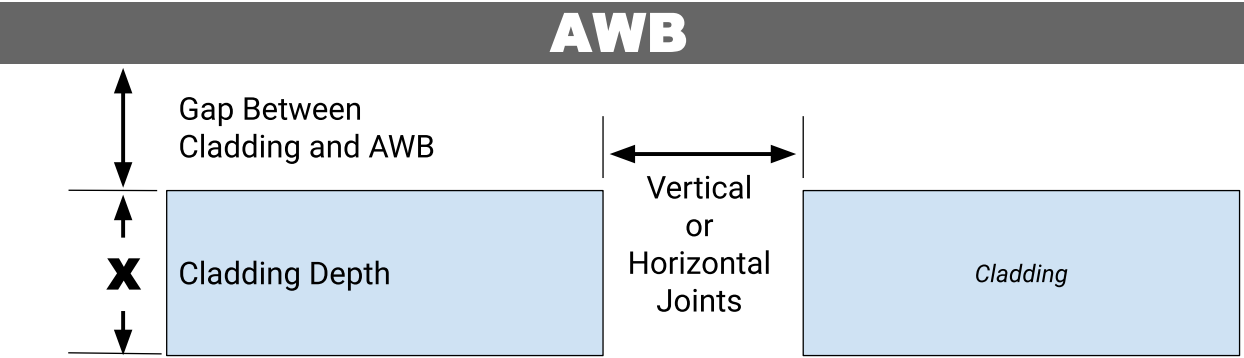 AWB
Gap Between
Cladding and AWB
Vertical
or
Horizontal
Joints
X
Cladding Depth
Cladding